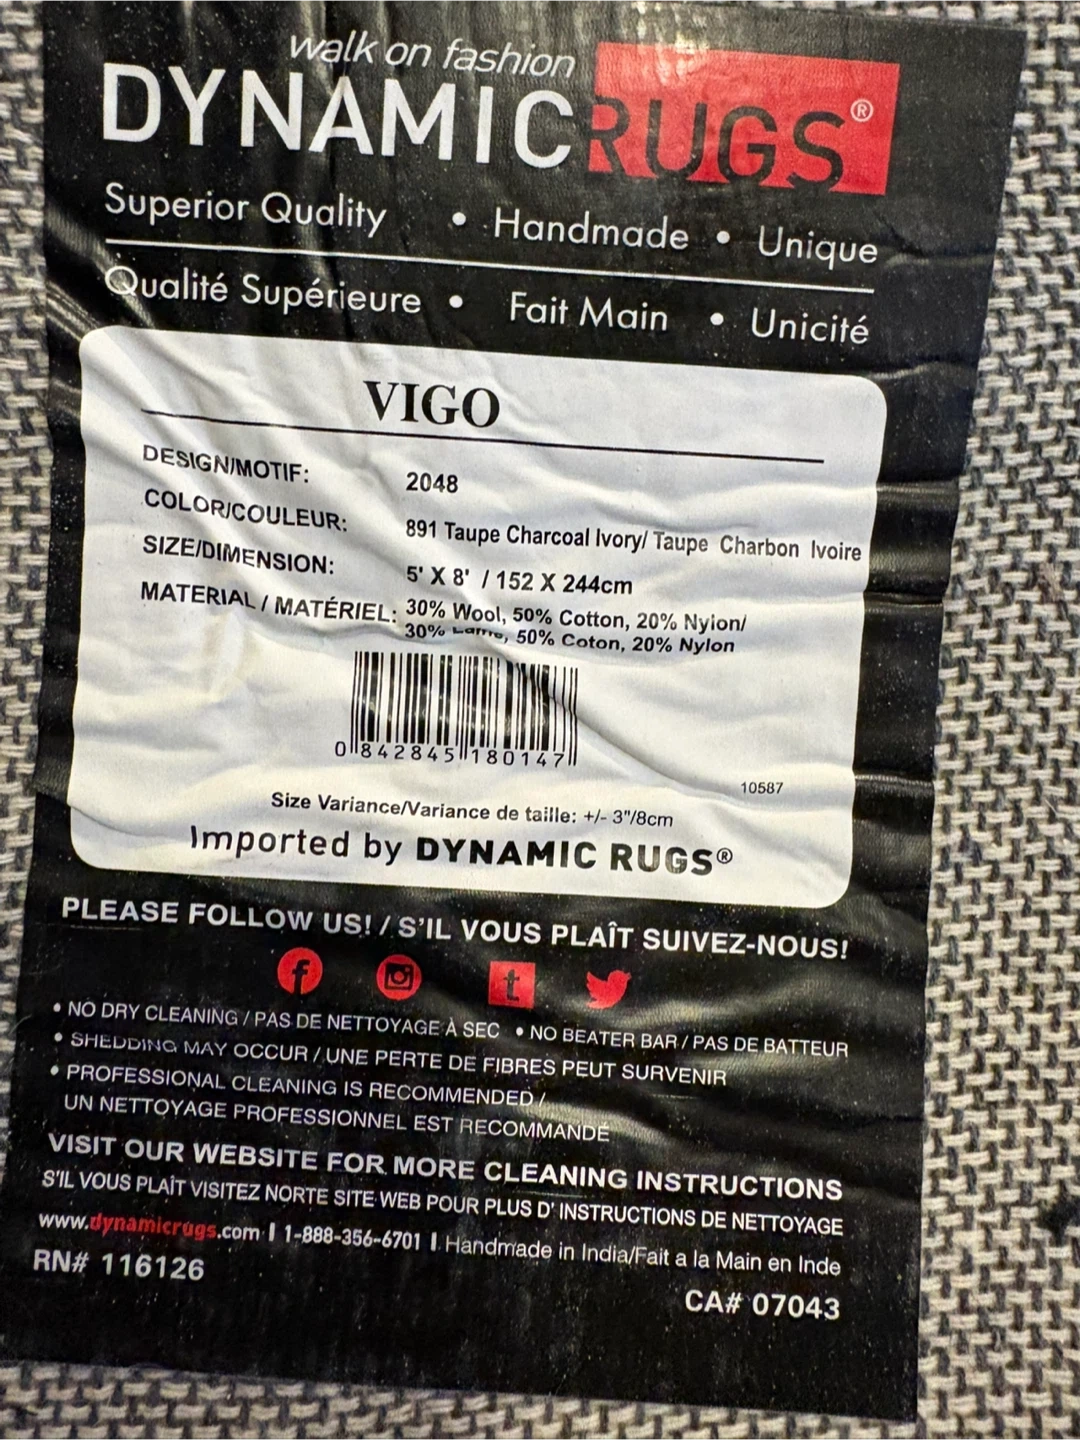 walk on fashion
DYNAMIC RUGS®
Superior Quality • Handmade • Unique
Qualité Supérieure • Fait Main • Unicité
VIGO
DESIGN/MOTIF: 2048
COLOR/COULEUR: 891 Taupe Charcoal Ivory/ Taupe Charbon Ivoire
SIZE/DIMENSION: 5' X 8' / 152 X 244cm
MATERIAL / MATÉRIEL: 30% Wool, 50% Cotton, 20% Nylon/
30% Laine, 50% Coton, 20% Nylon
0 842845 180147
10587
Size Variance/Variance de taille: +/- 3"/8cm
Imported by DYNAMIC RUGS®
PLEASE FOLLOW US! / S'IL VOUS PLAÎT SUIVEZ-NOUS!
f t
• NO DRY CLEANING / PAS DE NETTOYAGE À SEC • NO BEATER BAR / PAS DE BATTEUR
• SHEDDING MAY OCCUR / UNE PERTE DE FIBRES PEUT SURVENIR
• PROFESSIONAL CLEANING IS RECOMMENDED /
UN NETTOYAGE PROFESSIONNEL EST RECOMMANDÉ
VISIT OUR WEBSITE FOR MORE CLEANING INSTRUCTIONS
S'IL VOUS PLAÎT VISITEZ NORTE SITE WEB POUR PLUS D' INSTRUCTIONS DE NETTOYAGE
www.dynamicrugs.com | 1-888-356-6701 | Handmade in India/Fait a la Main en Inde
RN# 116126
CA# 07043